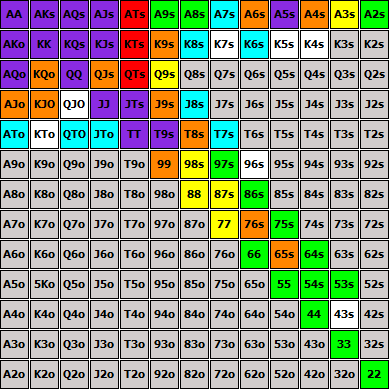 AA AKs AQs AJs ATs A9s A8s A7s A6s A5s A4s A3s A2s
AKo KK KQs KJs KTs K9s K8s K7s K6s K5s K4s K3s K2s
AQo KQo QQ QJs QTs Q9s Q8s Q7s Q6s Q5s Q4s Q3s Q2s
AJo KJO QJO JJ JTs J9s J8s J7s J6s J5s J4s J3s J2s
ATo KTo QTO JTo TT T9s T8s T7s T6s T5s T4s T3s T2s
A9o K9o Q9o J9o T9o 99 98s 97s 96s 95s 94s 93s 92s
A8o K8o Q8o J8o T8o 98o 88 87s 86s 85s 84s 83s 82s
A7o K7o Q7o J7o T7o 97o 87o 77 76s 75s 74s 73s 72s
A6o K6o Q6o J6o T6o 96o 86o 76o 66 65s 64s 63s 62s
A5o 5Ko Q5o J5o T5o 95o 85o 75o 65o 55 54s 53s 52s
A4o K4o Q4o J4o T4o 94o 84o 74o 64o 54o 44 43s 42s
A3o K3o Q3o J3o T3o 93o 83o 73o 63o 53o 43o 33 32s
A2o K2o Q2o J2o T2o 92o 82o 72o 62o 52o 42o 32o 22